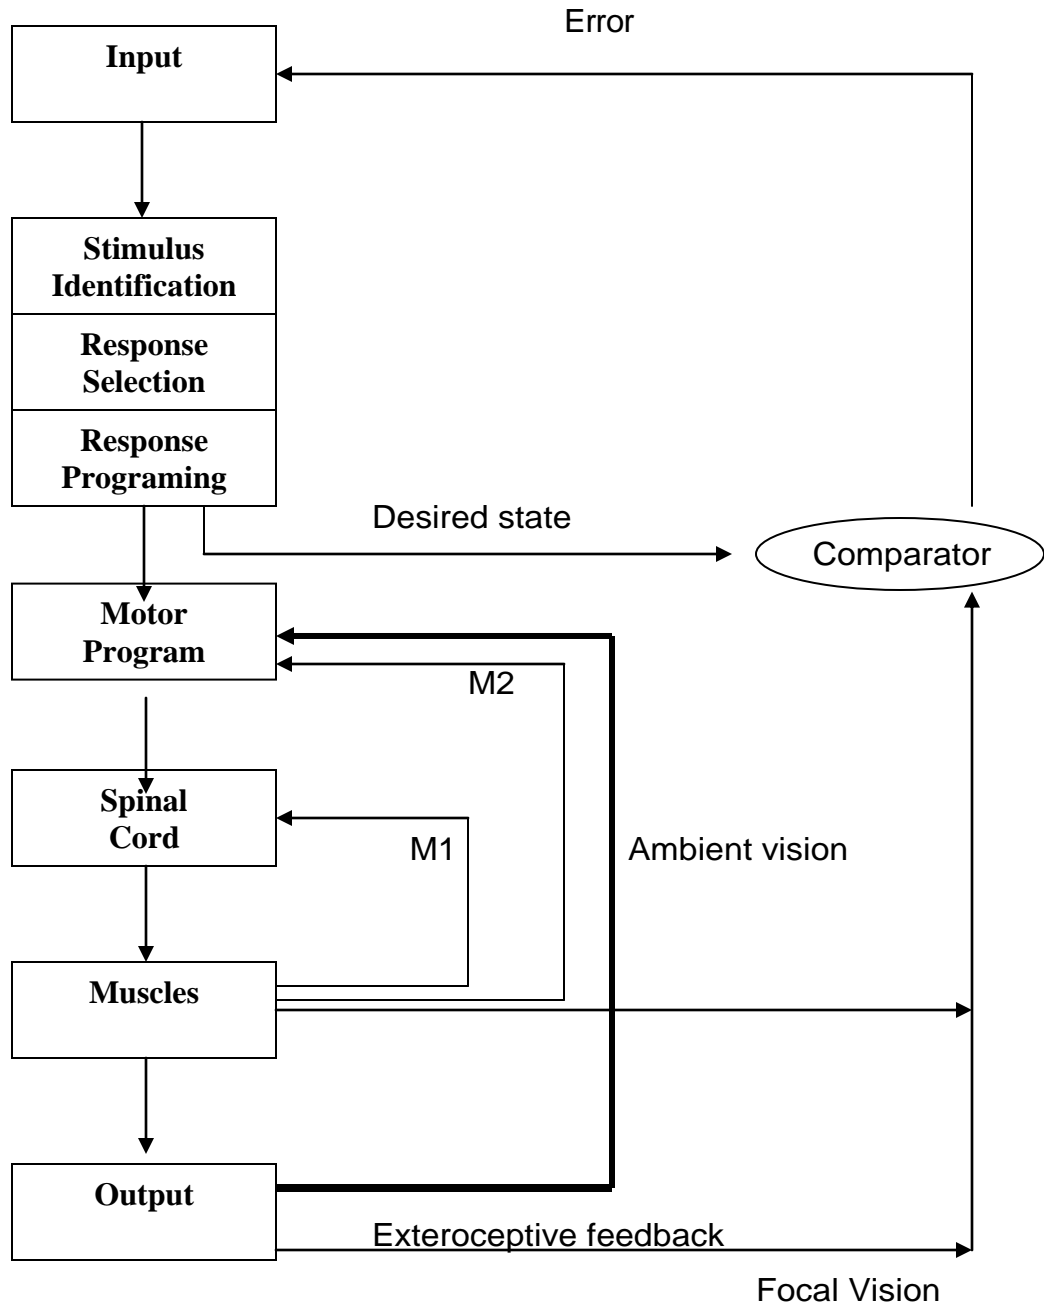 Error
Input
Stimulus
Identification
Response
Selection
Response
Programing
Desired state
Comparator
Motor
Program
M2
Spinal
Cord
M1
Ambient vision
Muscles
Output
Exteroceptive feedback
Focal Vision